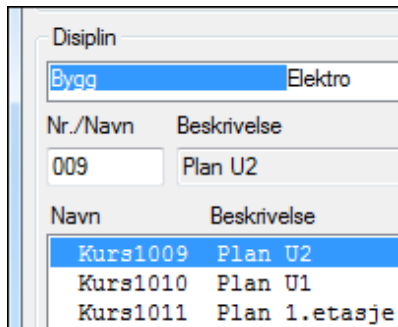 Disiplin
Bygg Elektro
Nr./Navn Beskrivelse
009 Plan U2
Navn Beskrivelse
Kurs1009 Plan U2
Kurs1010 Plan U1
Kurs1011 Plan 1.etasje